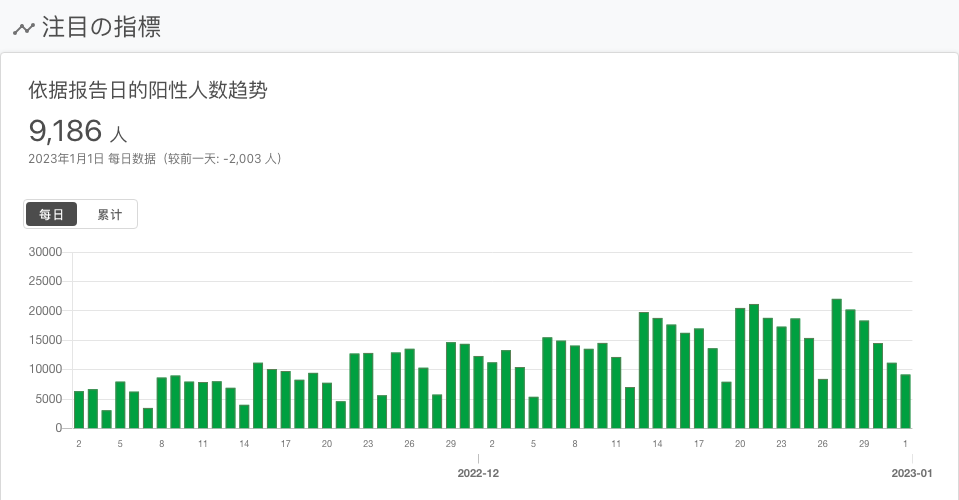 注目の指標
依据报告日的阳性人数趋势
9,186 人
2023年1月1日 每日数据（较前一天: -2,003 人）
每日 累计
30000
25000
20000
15000
10000
5000
0
2 5 8 11 14 17 20 23 26 29 2 5 8 11 14 17 20 23 26 29 1
2022-12 2023-01